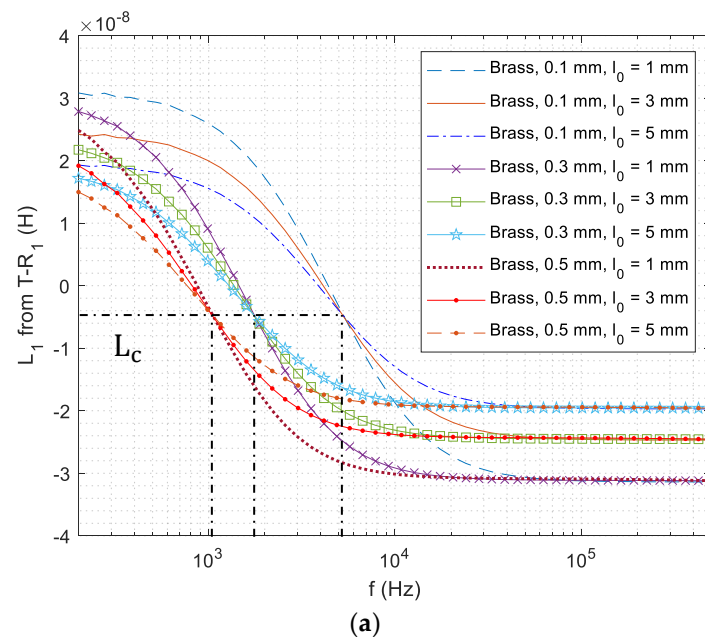 ×10⁻⁸
4
3
2
1
0
-1
-2
-3
-4
L₁ from T-R₁ (H)
Brass, 0.1 mm, l₀ = 1 mm
Brass, 0.1 mm, l₀ = 3 mm
Brass, 0.1 mm, l₀ = 5 mm
Brass, 0.3 mm, l₀ = 1 mm
Brass, 0.3 mm, l₀ = 3 mm
Brass, 0.3 mm, l₀ = 5 mm
Brass, 0.5 mm, l₀ = 1 mm
Brass, 0.5 mm, l₀ = 3 mm
Brass, 0.5 mm, l₀ = 5 mm
L_c
10³
10⁴
10⁵
f (Hz)
(a)